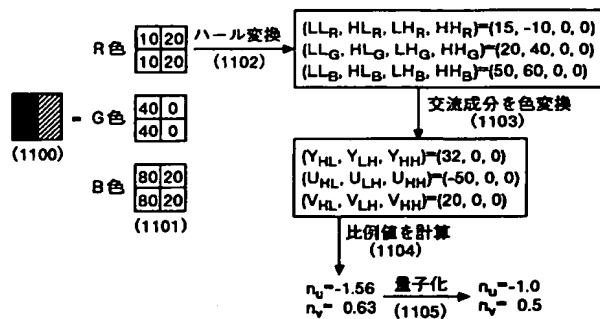 R色
10 20
10 20
ハール変換
(1102)
(LL_R, HL_R, LH_R, HH_R)=(15, -10, 0, 0)
(LL_G, HL_G, LH_G, HH_G)=(20, 40, 0, 0)
(LL_B, HL_B, LH_B, HH_B)=(50, 60, 0, 0)
(1100)
=
G色
40 0
40 0
B色
80 20
80 20
(1101)
交流成分を色変換
(1103)
(Y_HL, Y_LH, Y_HH)=(32, 0, 0)
(U_HL, U_LH, U_HH)=(-50, 0, 0)
(V_HL, V_LH, V_HH)=(20, 0, 0)
比例値を計算
(1104)
n_u=-1.56
n_v= 0.63
量子化
(1105)
n_u=-1.0
n_v= 0.5